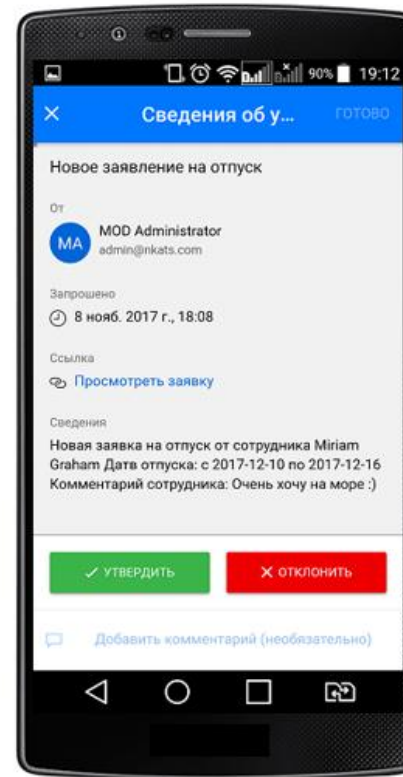 90% 19:12
Сведения об у... ГОТОВО
Новое заявление на отпуск
От
MA
MOD Administrator
admin@nkats.com
Запрошено
8 нояб. 2017 г., 18:08
Ссылка
Просмотреть заявку
Сведения
Новая заявка на отпуск от сотрудника Miriam
Graham Датв отпуска: с 2017-12-10 по 2017-12-16
Комментарий сотрудника: Очень хочу на море :)
УТВЕРДИТЬ
ОТКЛОНИТЬ
Добавить комментарий (необязательно)